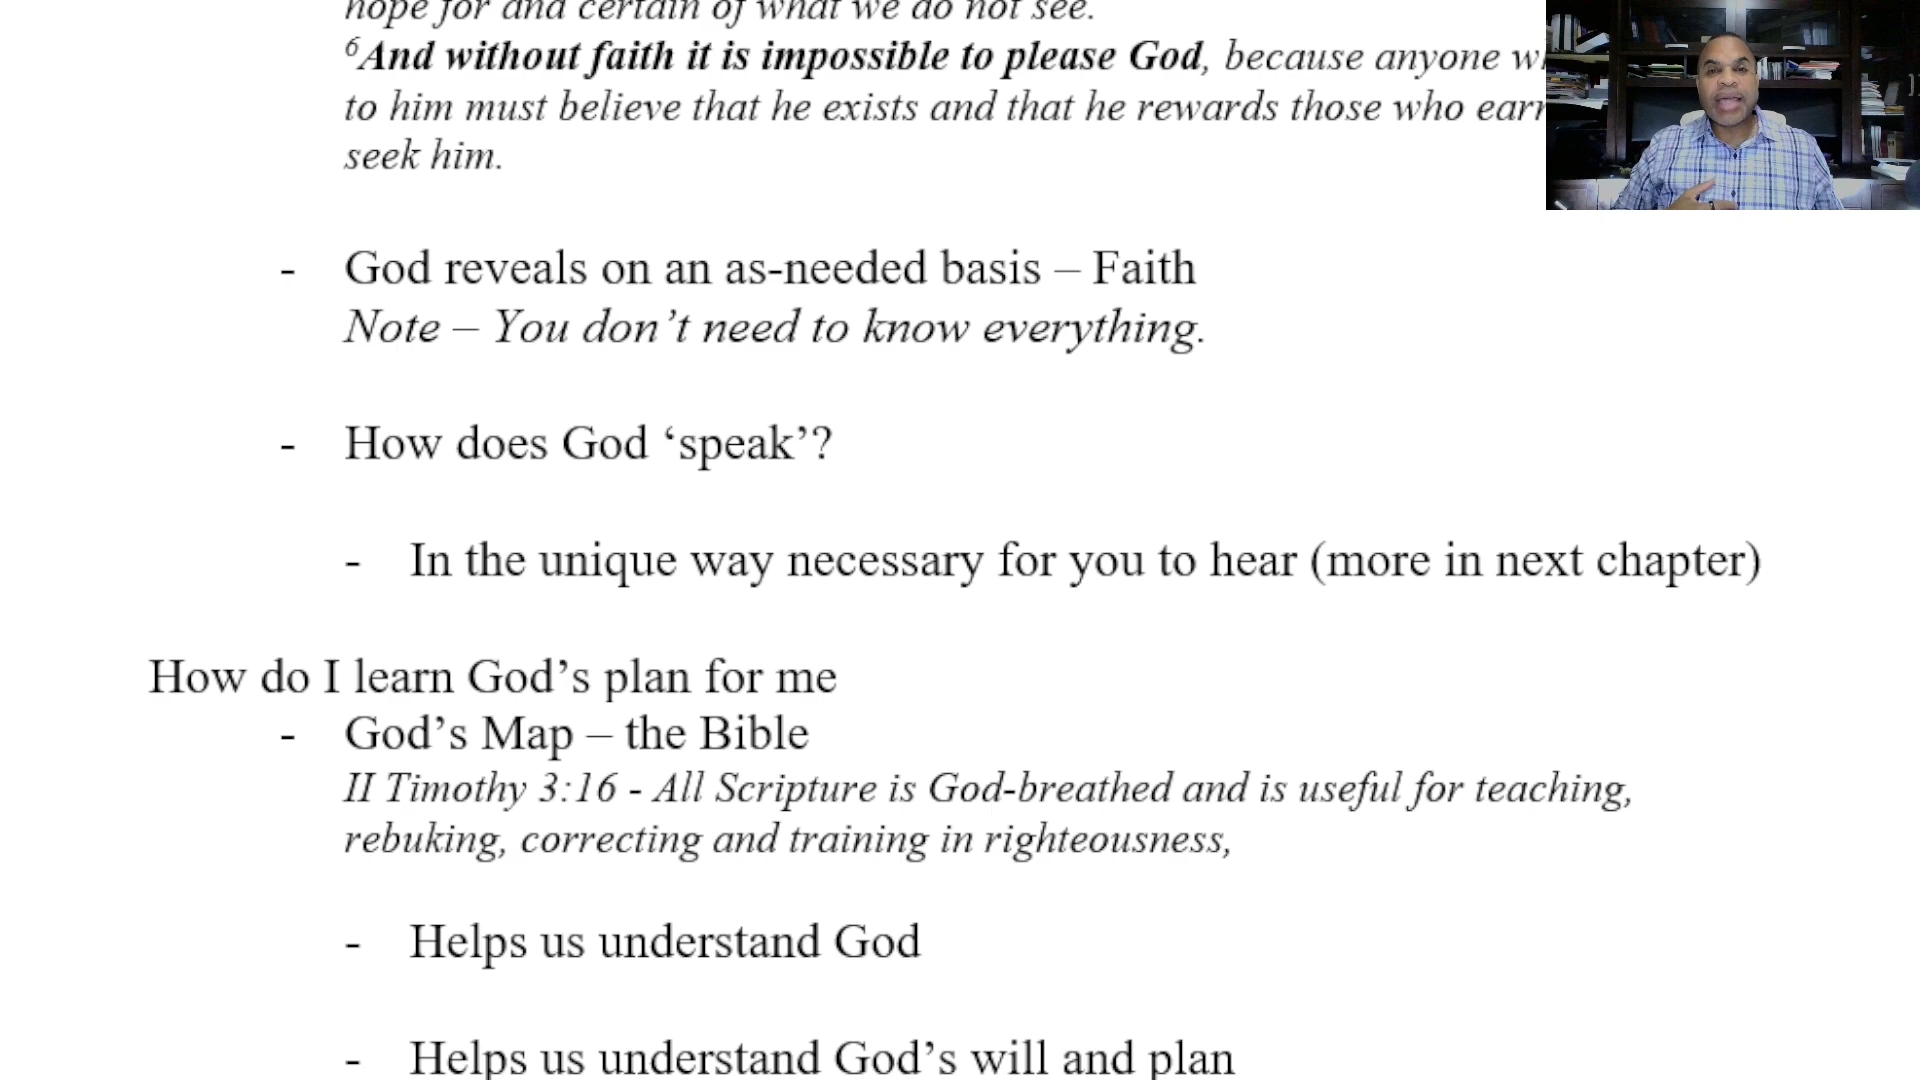 hope for and certain of what we do not see.
6And without faith it is impossible to please God, because anyone
to him must believe that he exists and that he rewards those who
seek him.
- God reveals on an as-needed basis – Faith
Note – You don’t need to know everything.
- How does God ‘speak’?
- In the unique way necessary for you to hear (more in next chapter)
How do I learn God’s plan for me
- God’s Map – the Bible
II Timothy 3:16 - All Scripture is God-breathed and is useful for teaching,
rebuking, correcting and training in righteousness,
- Helps us understand God
- Helps us understand God’s will and plan